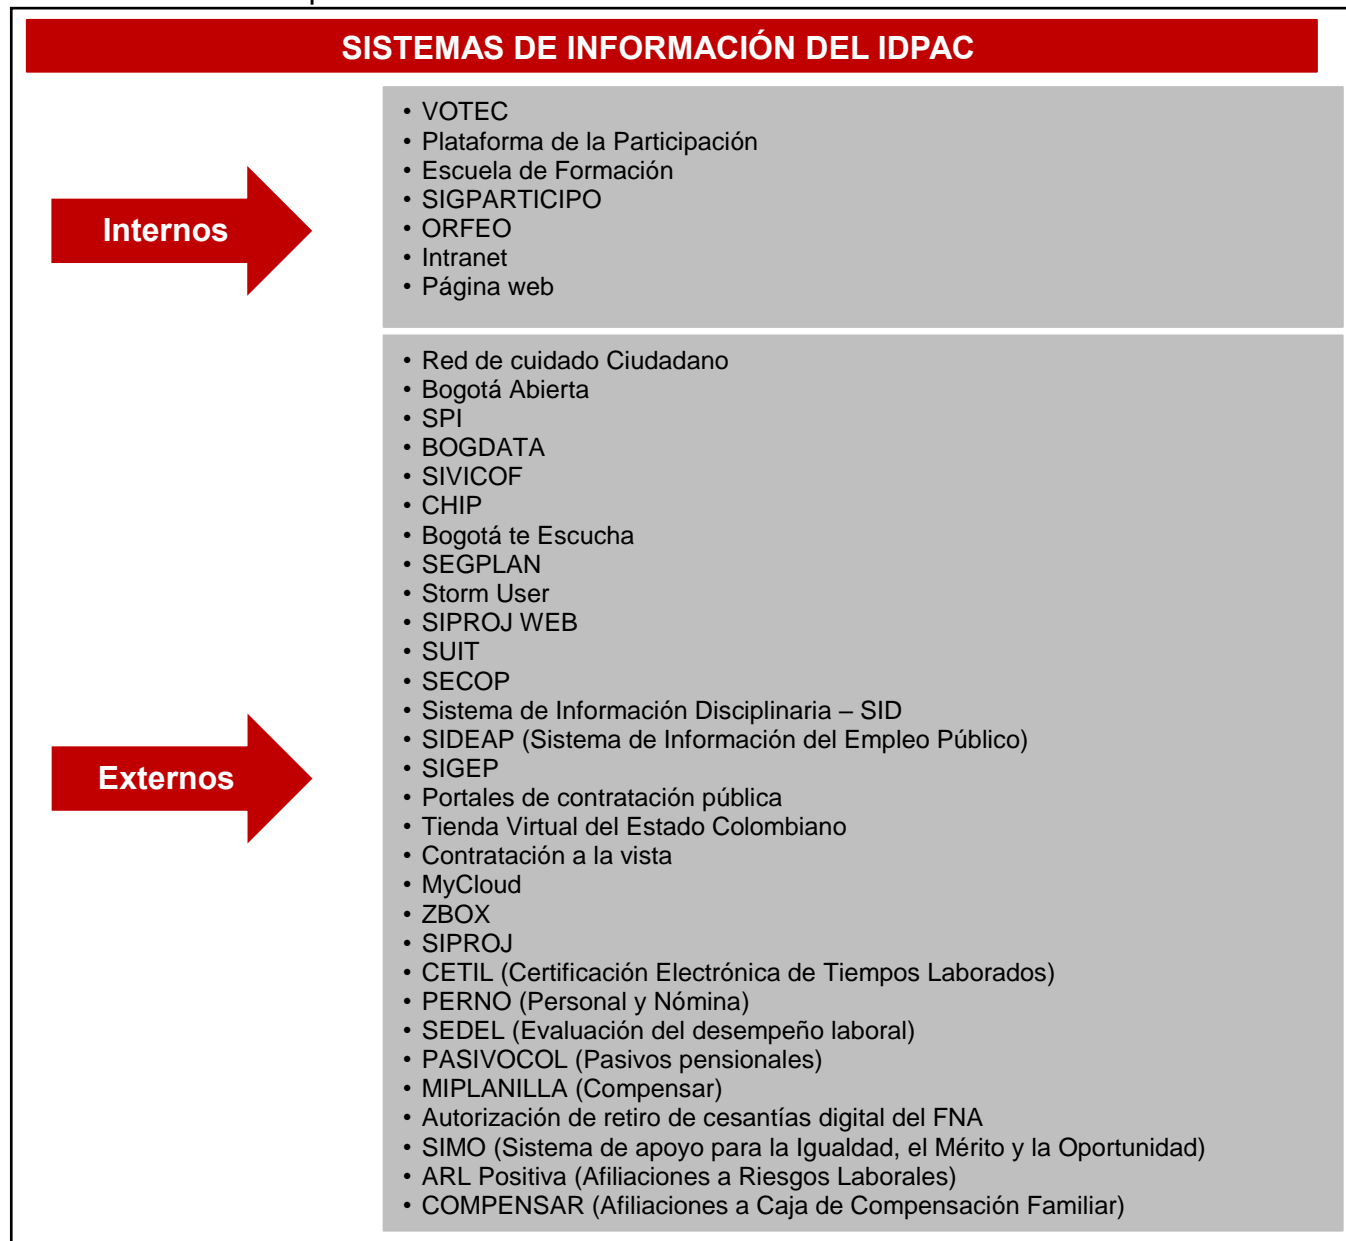 SISTEMAS DE INFORMACIÓN DEL IDPAC
Internos
• VOTEC
• Plataforma de la Participación
• Escuela de Formación
• SIGPARTICIPO
• ORFEO
• Intranet
• Página web
Externos
• Red de cuidado Ciudadano
• Bogotá Abierta
• SPI
• BOGDATA
• SIVICOF
• CHIP
• Bogotá te Escucha
• SEGPLAN
• Storm User
• SIPROJ WEB
• SUIT
• SECOP
• Sistema de Información Disciplinaria – SID
• SIDEAP (Sistema de Información del Empleo Público)
• SIGEP
• Portales de contratación pública
• Tienda Virtual del Estado Colombiano
• Contratación a la vista
• MyCloud
• ZBOX
• SIPROJ
• CETIL (Certificación Electrónica de Tiempos Laborados)
• PERNO (Personal y Nómina)
• SEDEL (Evaluación del desempeño laboral)
• PASIVOCOL (Pasivos pensionales)
• MIPLANILLA (Compensar)
• Autorización de retiro de cesantías digital del FNA
• SIMO (Sistema de apoyo para la Igualdad, el Mérito y la Oportunidad)
• ARL Positiva (Afiliaciones a Riesgos Laborales)
• COMPENSAR (Afiliaciones a Caja de Compensación Familiar)